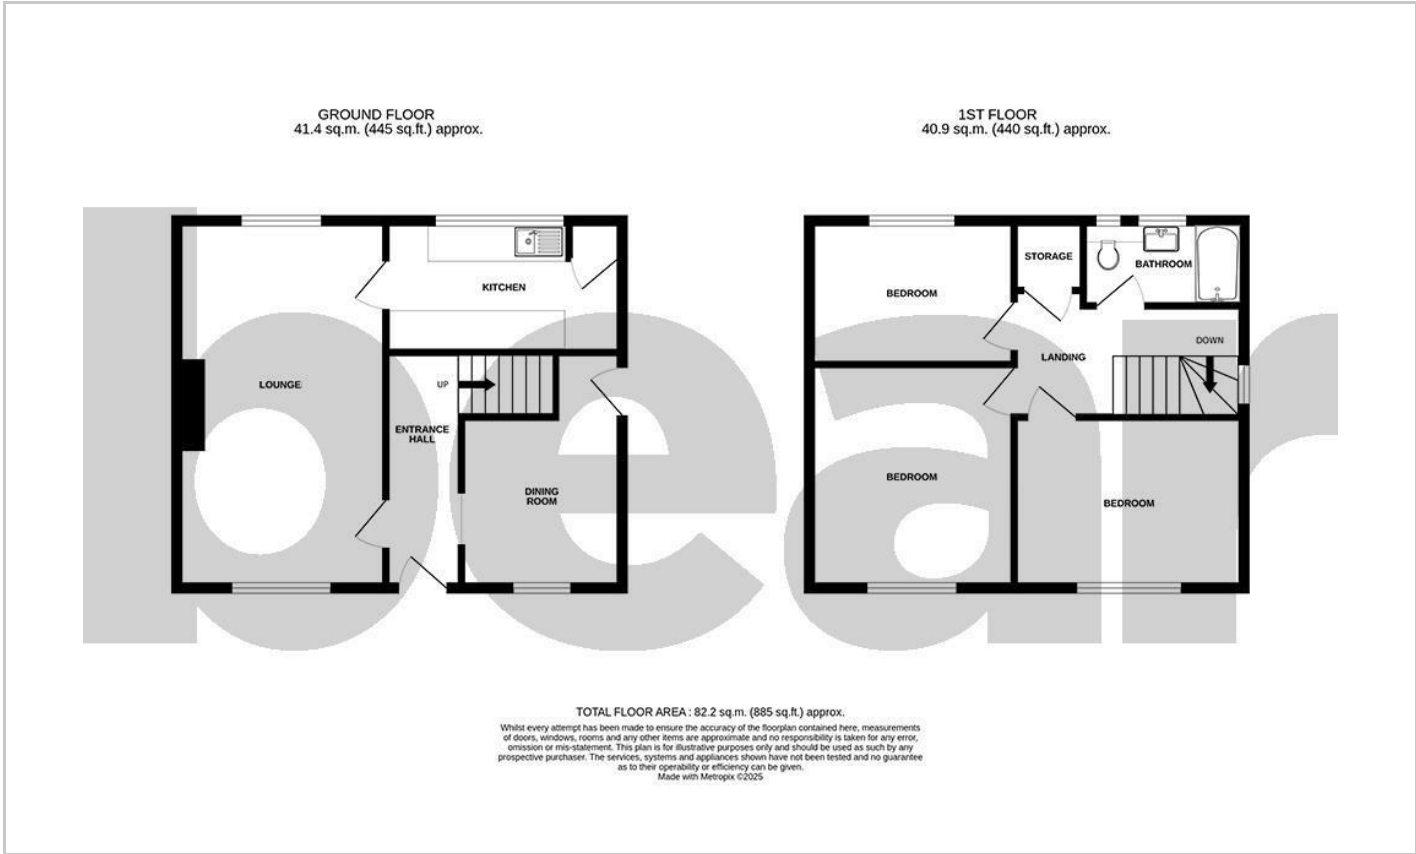 GROUND FLOOR
41.4 sq.m. (445 sq.ft.) approx.
1ST FLOOR
40.9 sq.m. (440 sq.ft.) approx.
KITCHEN
LOUNGE
UP
ENTRANCE
HALL
DINING
ROOM
STORAGE
BATHROOM
BEDROOM
DOWN
LANDING
BEDROOM
BEDROOM
bear
TOTAL FLOOR AREA : 82.2 sq.m. (885 sq.ft.) approx.
Whilst every attempt has been made to ensure the accuracy of the floorplan contained here, measurements
of doors, windows, rooms and any other items are approximate and no responsibility is taken for any error,
omission or mis-statement. This plan is for illustrative purposes only and should be used as such by any
prospective purchaser. The services, systems and appliances shown have not been tested and no guarantee
as to their operability or efficiency can be given.
Made with Metropix ©2025